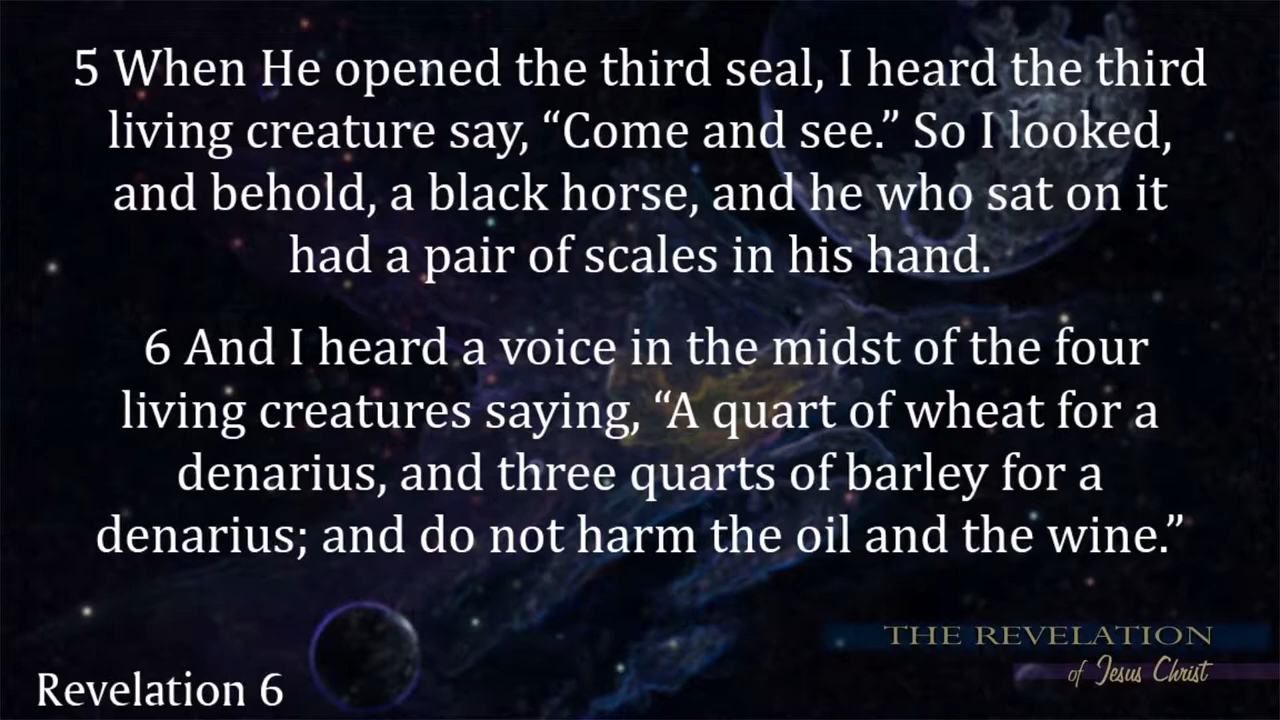 5 When He opened the third seal, I heard the third
living creature say, “Come and see.” So I looked,
and behold, a black horse, and he who sat on it
had a pair of scales in his hand.
6 And I heard a voice in the midst of the four
living creatures saying, “A quart of wheat for a
denarius, and three quarts of barley for a
denarius; and do not harm the oil and the wine.”
THE REVELATION
of Jesus Christ
Revelation 6